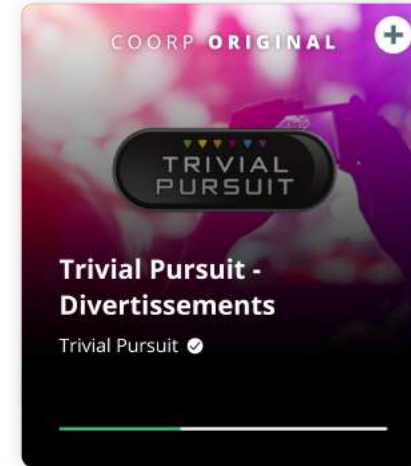 COORP ORIGINAL
TRIVIAL
PURSUIT
Trivial Pursuit -
Divertissements
Trivial Pursuit